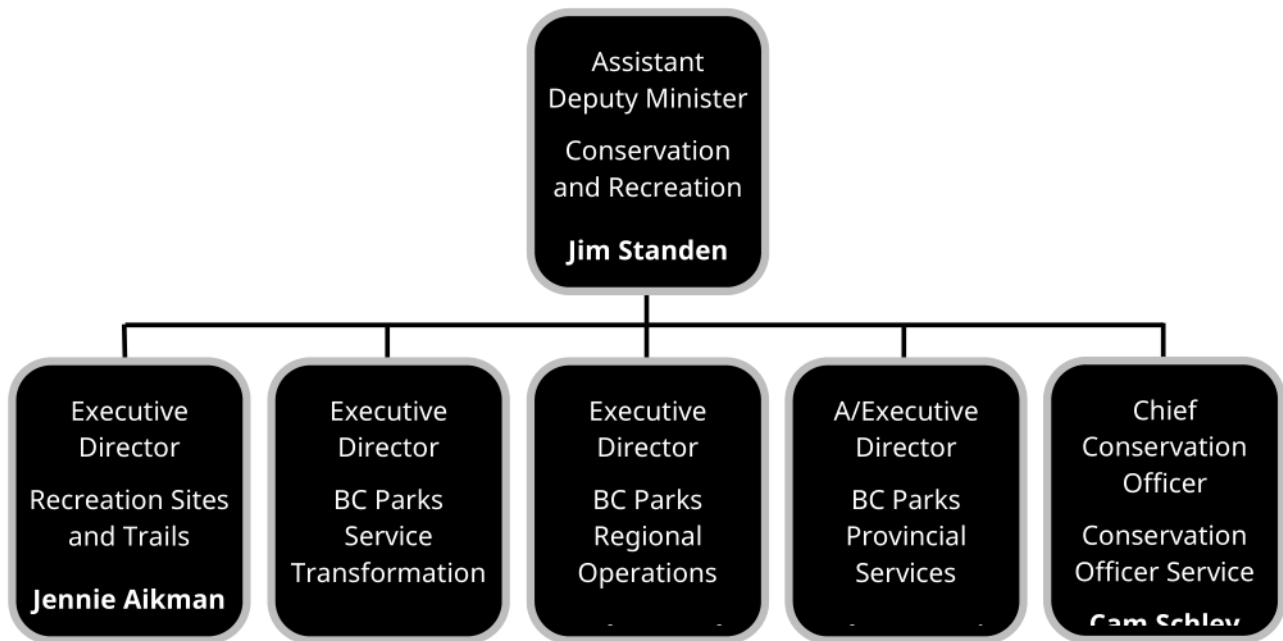 Assistant
Deputy Minister
Conservation
and Recreation
Jim Standen
Executive
Director
Recreation Sites
and Trails
Jennie Aikman
Executive
Director
BC Parks
Service
Transformation
Executive
Director
BC Parks
Regional
Operations
A/Executive
Director
BC Parks
Provincial
Services
Chief
Conservation
Officer
Conservation
Officer Service
Cam Schley